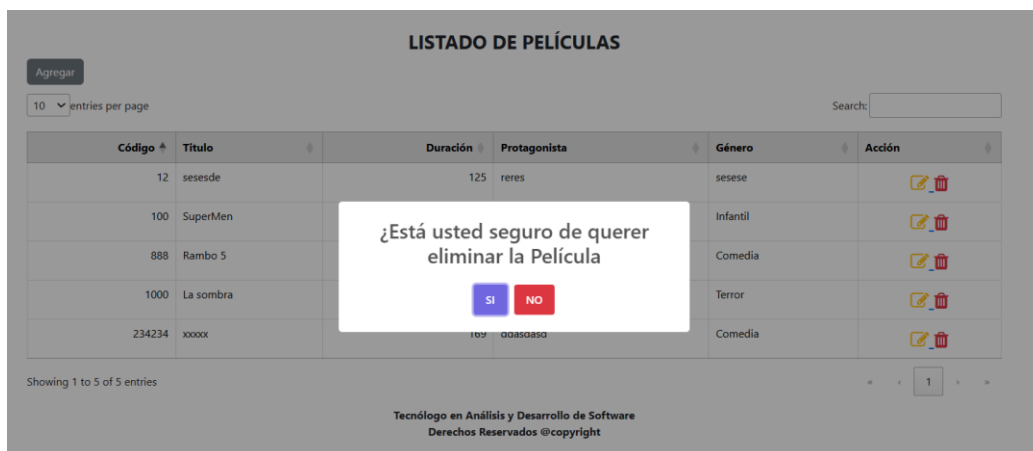 LISTADO DE PELÍCULAS
Agregar
10 entries per page
Search:
Código Titulo Duración Protagonista Género Acción
12 sesesde 125 reres sesese
100 SuperMen Infantil
¿Está usted seguro de querer
eliminar la Película
888 Rambo 5 Comedia
SI NO
1000 La sombra Terror
234234 xxxxx 169 Comedia
Showing 1 to 5 of 5 entries
« ‹ 1 › »
Tecnólogo en Análisis y Desarrollo de Software
Derechos Reservados @copyright